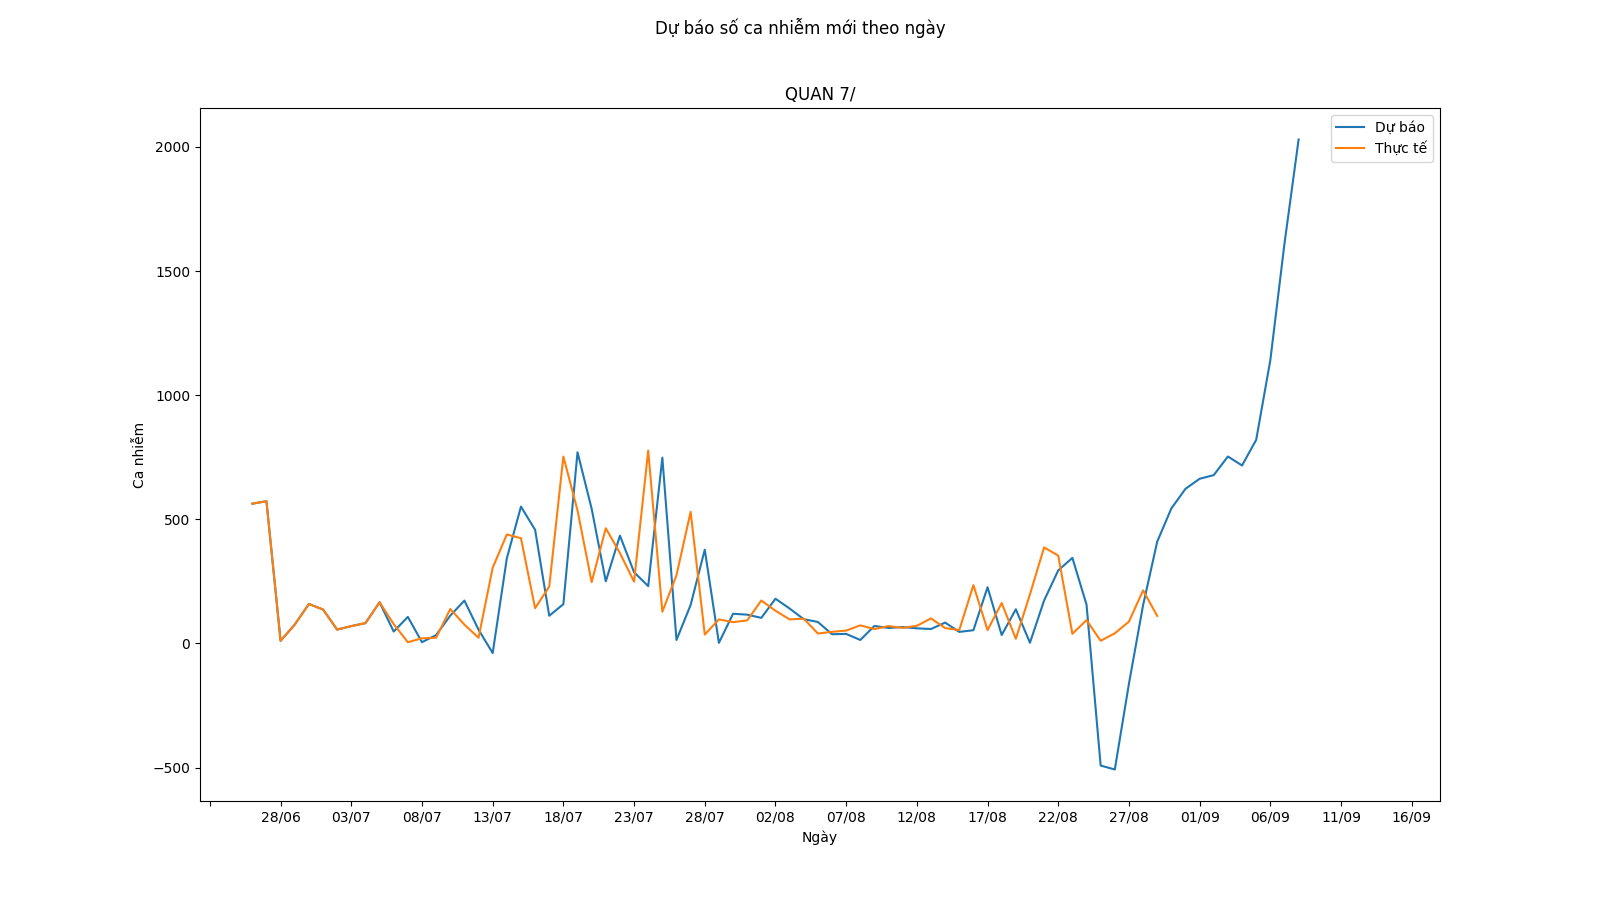 Dự báo số ca nhiễm mới theo ngày
QUAN 7/
Dự báo
Thực tế
2000
1500
1000
500
0
−500
Ca nhiễm
28/06 03/07 08/07 13/07 18/07 23/07 28/07 02/08 07/08 12/08 17/08 22/08 27/08 01/09 06/09 11/09 16/09
Ngày